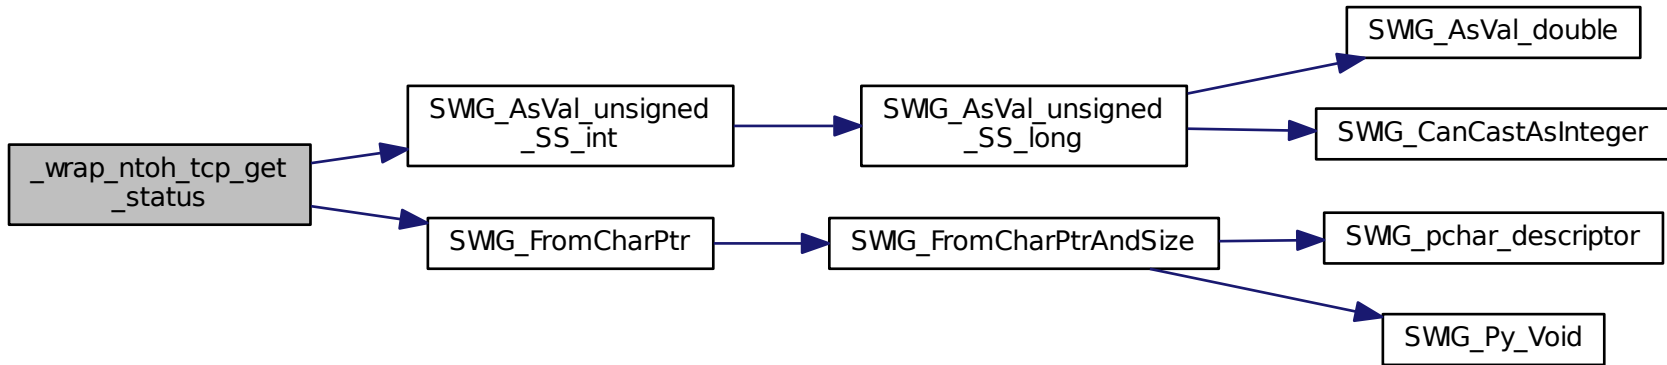 _wrap_ntoh_tcp_get
_status
SWIG_AsVal_unsigned
_SS_int
SWIG_AsVal_unsigned
_SS_long
SWIG_AsVal_double
SWIG_CanCastAsInteger
SWIG_FromCharPtr
SWIG_FromCharPtrAndSize
SWIG_pchar_descriptor
SWIG_Py_Void